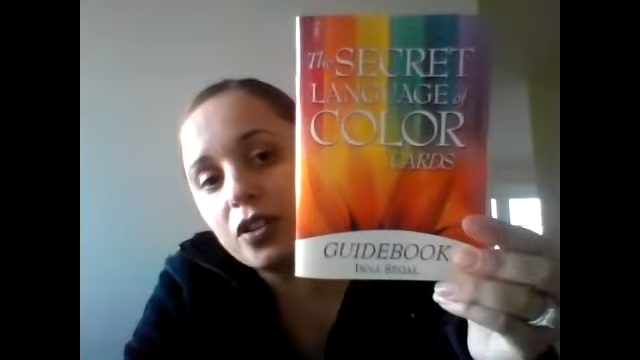 The SECRET
LANGUAGE of
COLOR
CARDS
GUIDEBOOK
INNA SEGAL